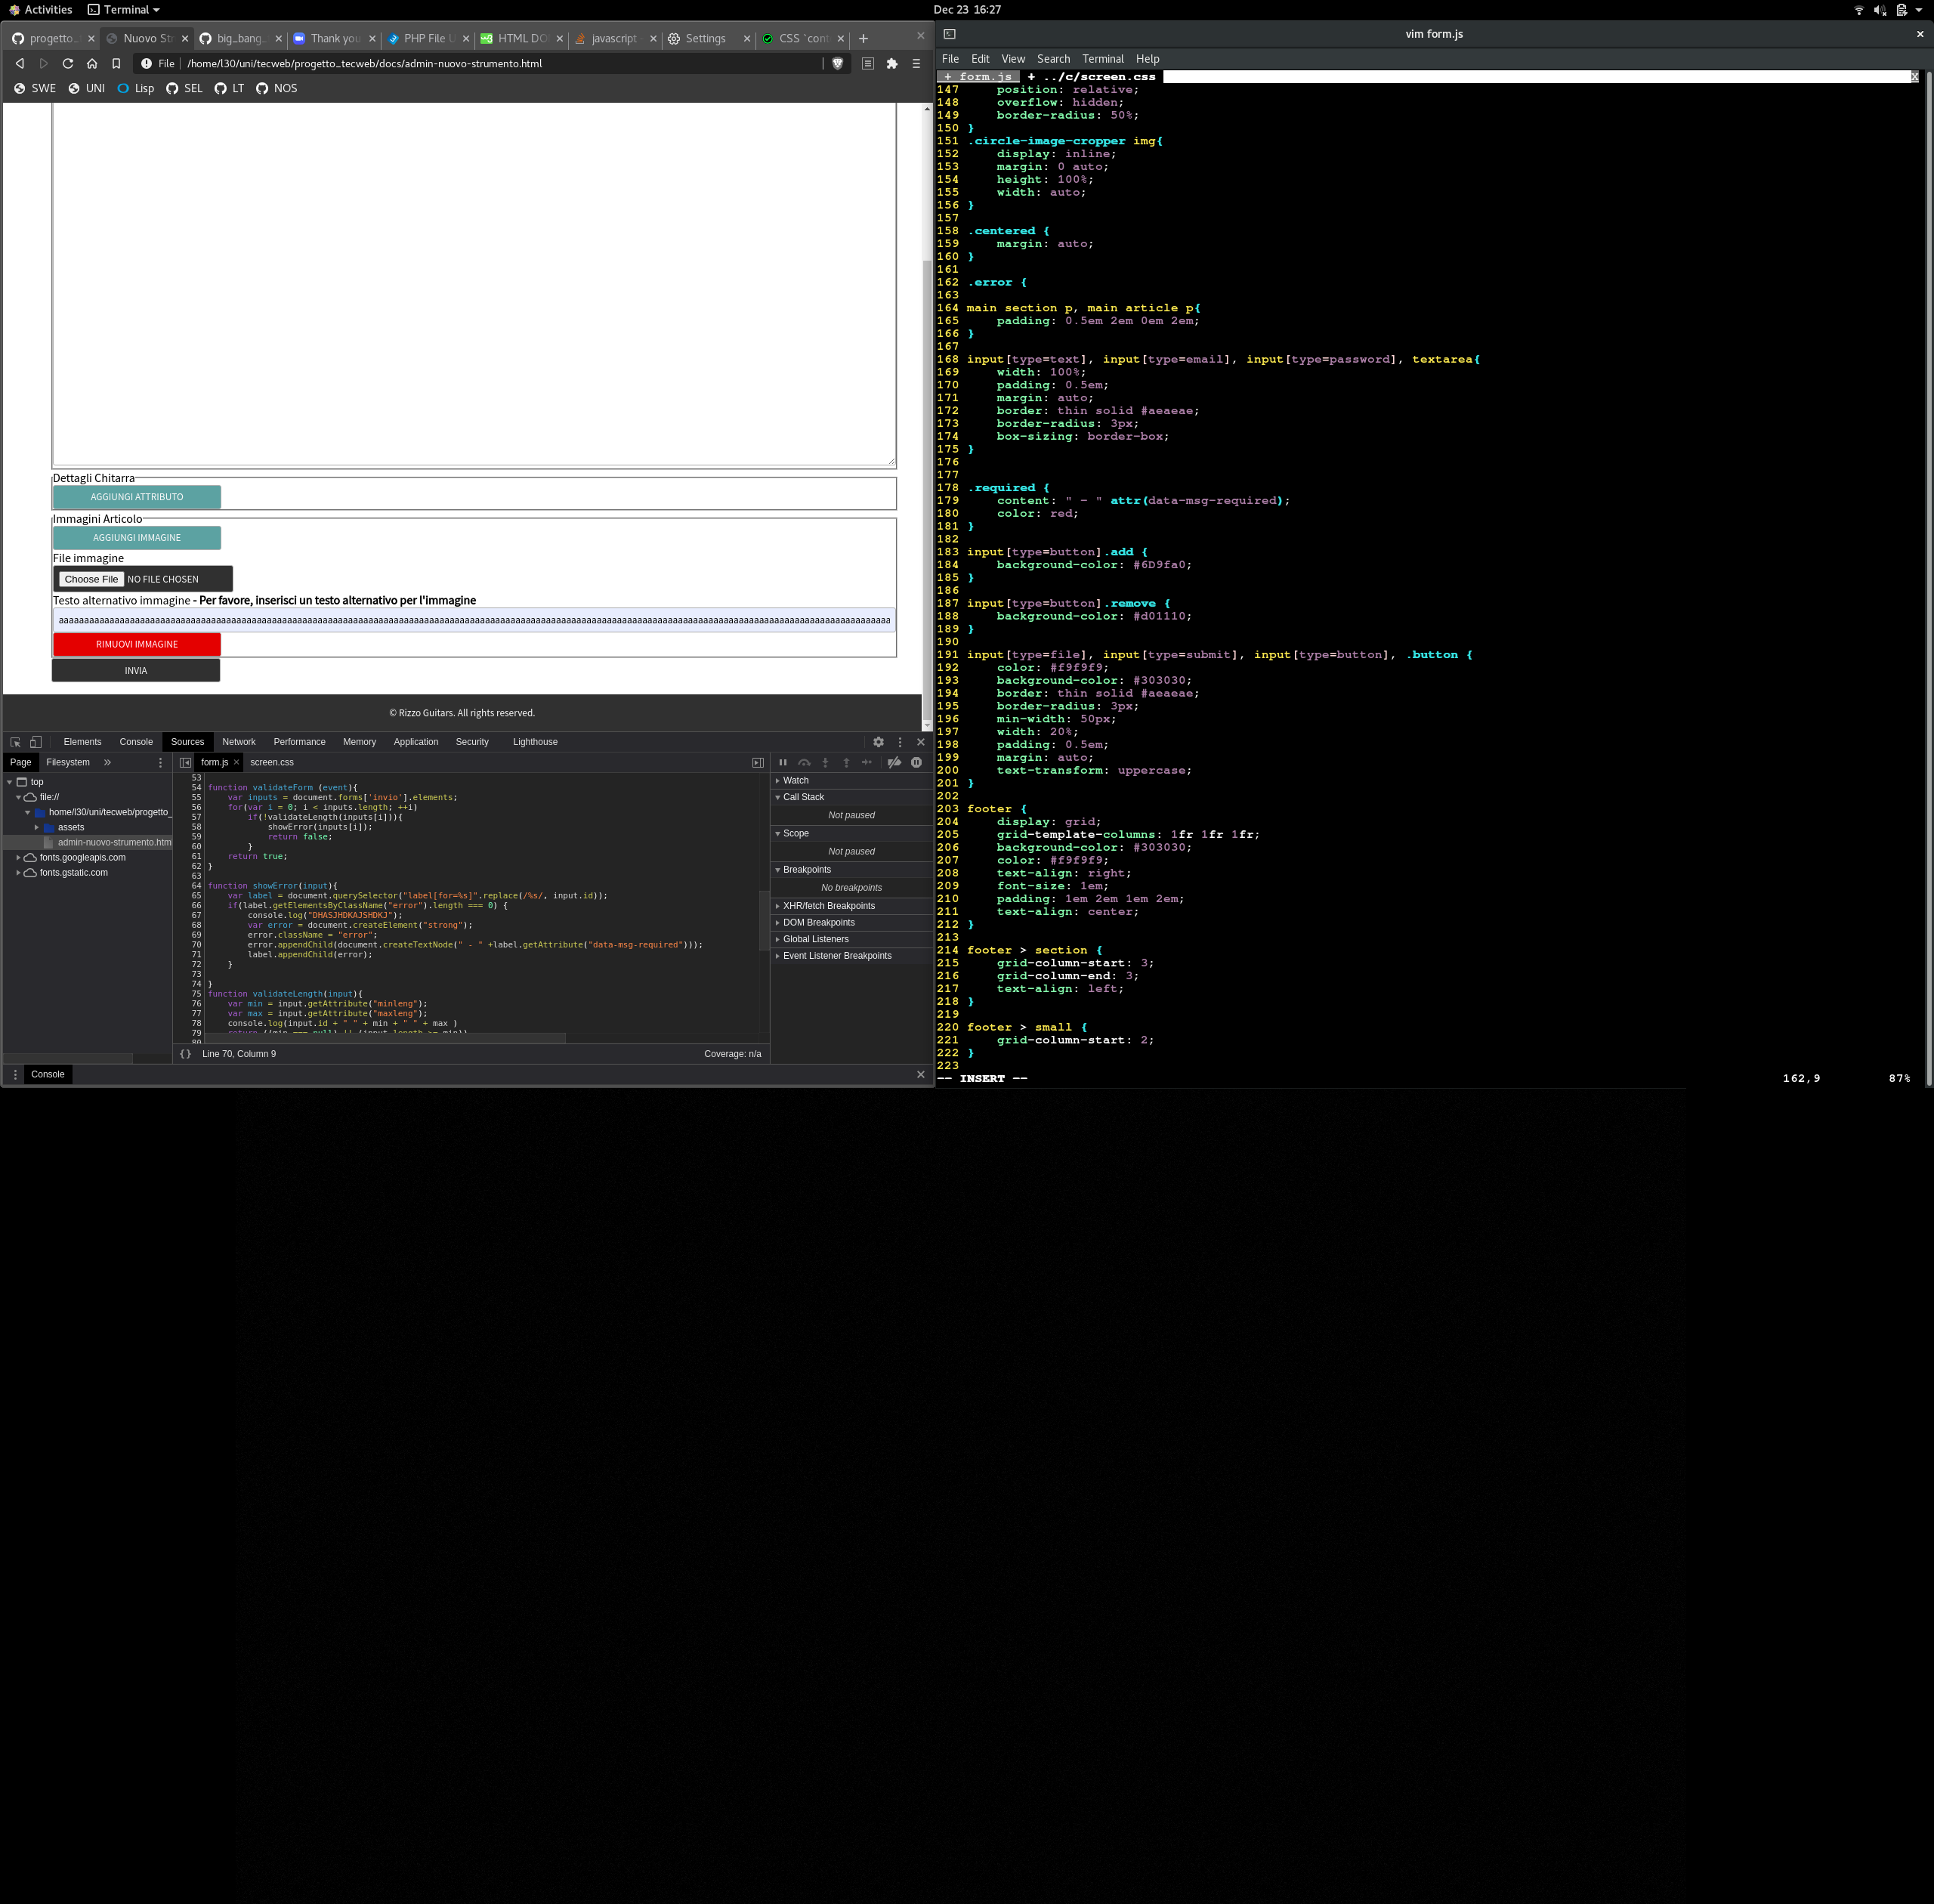 Activities Terminal Dec 23 16:27
progetto_ Nuovo Str big_bang_ Thank you PHP File U HTML DO javascript Settings CSS `cont
File /home/l30/uni/tecweb/progetto_tecweb/docs/admin-nuovo-strumento.html
SWE UNI Lisp SEL LT NOS
Dettagli Chitarra
AGGIUNGI ATTRIBUTO
Immagini Articolo
AGGIUNGI IMMAGINE
File immagine
Choose File NO FILE CHOSEN
Testo alternativo immagine - Per favore, inserisci un testo alternativo per l'immagine
RIMUOVI IMMAGINE
INVIA
© Rizzo Guitars. All rights reserved.
Elements Console Sources Network Performance Memory Application Security Lighthouse
Page Filesystem »
top
file://
home/l30/uni/tecweb/progetto_
assets
admin-nuovo-strumento.htm
fonts.googleapis.com
fonts.gstatic.com
form.js screen.css
53
54 function validateForm (event){
55 var inputs = document.forms['invio'].elements;
56 for(var i = 0; i < inputs.length; ++i)
57 if(!validateLength(inputs[i])){
58 showError(inputs[i]);
59 return false;
60 }
61 return true;
62 }
63
64 function showError(input){
65 var label = document.querySelector("label[for=%s]".replace(/%s/, input.id));
66 if(label.getElementsByClassName("error").length === 0) {
67 console.log("DHASJHDKAJSHDKJ");
68 var error = document.createElement("strong");
69 error.className = "error";
70 error.appendChild(document.createTextNode(" - " +label.getAttribute("data-msg-required")));
71 label.appendChild(error);
72 }
73
74 }
75 function validateLength(input){
76 var min = input.getAttribute("minleng");
77 var max = input.getAttribute("maxleng");
78 console.log(input.id + " " + min + " " + max )
79 return ((min === null) || (input.length >= min))
80
{} Line 70, Column 9 Coverage: n/a
Watch
Call Stack
Not paused
Scope
Not paused
Breakpoints
No breakpoints
XHR/fetch Breakpoints
DOM Breakpoints
Global Listeners
Event Listener Breakpoints
Console
vim form.js
File Edit View Search Terminal Help
+ form.js + ../c/screen.css X
147 position: relative;
148 overflow: hidden;
149 border-radius: 50%;
150 }
151 .circle-image-cropper img{
152 display: inline;
153 margin: 0 auto;
154 height: 100%;
155 width: auto;
156 }
157
158 .centered {
159 margin: auto;
160 }
161
162 .error {
163
164 main section p, main article p{
165 padding: 0.5em 2em 0em 2em;
166 }
167
168 input[type=text], input[type=email], input[type=password], textarea{
169 width: 100%;
170 padding: 0.5em;
171 margin: auto;
172 border: thin solid #aeaeae;
173 border-radius: 3px;
174 box-sizing: border-box;
175 }
176
177
178 .required {
179 content: " - " attr(data-msg-required);
180 color: red;
181 }
182
183 input[type=button].add {
184 background-color: #6D9fa0;
185 }
186
187 input[type=button].remove {
188 background-color: #d01110;
189 }
190
191 input[type=file], input[type=submit], input[type=button], .button {
192 color: #f9f9f9;
193 background-color: #303030;
194 border: thin solid #aeaeae;
195 border-radius: 3px;
196 min-width: 50px;
197 width: 20%;
198 padding: 0.5em;
199 margin: auto;
200 text-transform: uppercase;
201 }
202
203 footer {
204 display: grid;
205 grid-template-columns: 1fr 1fr 1fr;
206 background-color: #303030;
207 color: #f9f9f9;
208 text-align: right;
209 font-size: 1em;
210 padding: 1em 2em 1em 2em;
211 text-align: center;
212 }
213
214 footer > section {
215 grid-column-start: 3;
216 grid-column-end: 3;
217 text-align: left;
218 }
219
220 footer > small {
221 grid-column-start: 2;
222 }
223
-- INSERT -- 162,9 87%